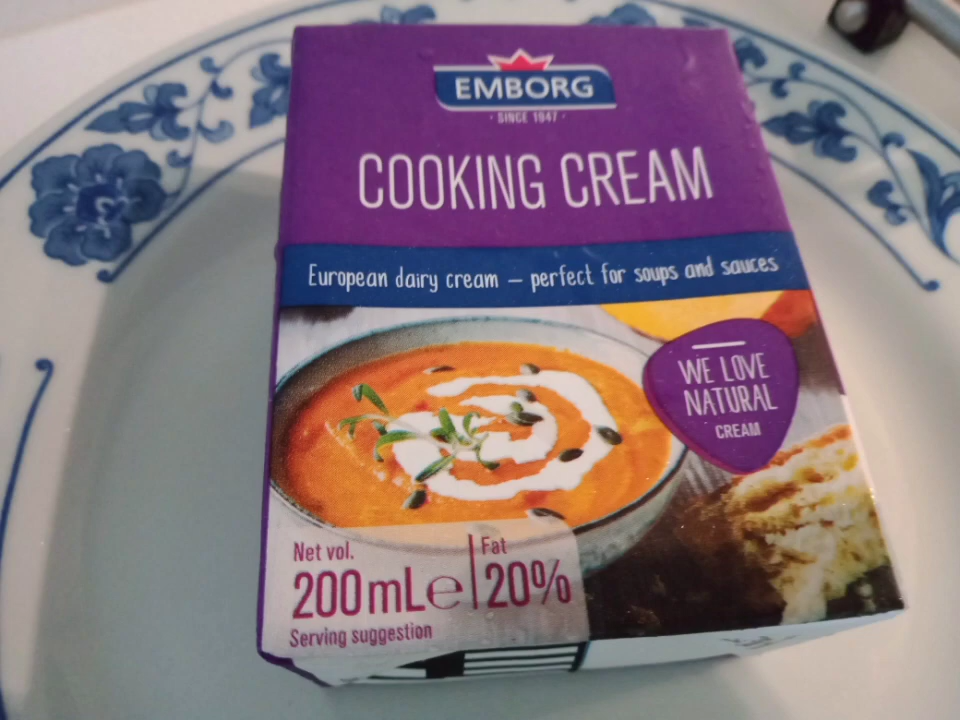 EMBORG
· SINCE 1947 ·
COOKING CREAM
European dairy cream – perfect for soups and sauces
WE LOVE
NATURAL
CREAM
Net vol.
200 mL e
Fat
20%
Serving suggestion